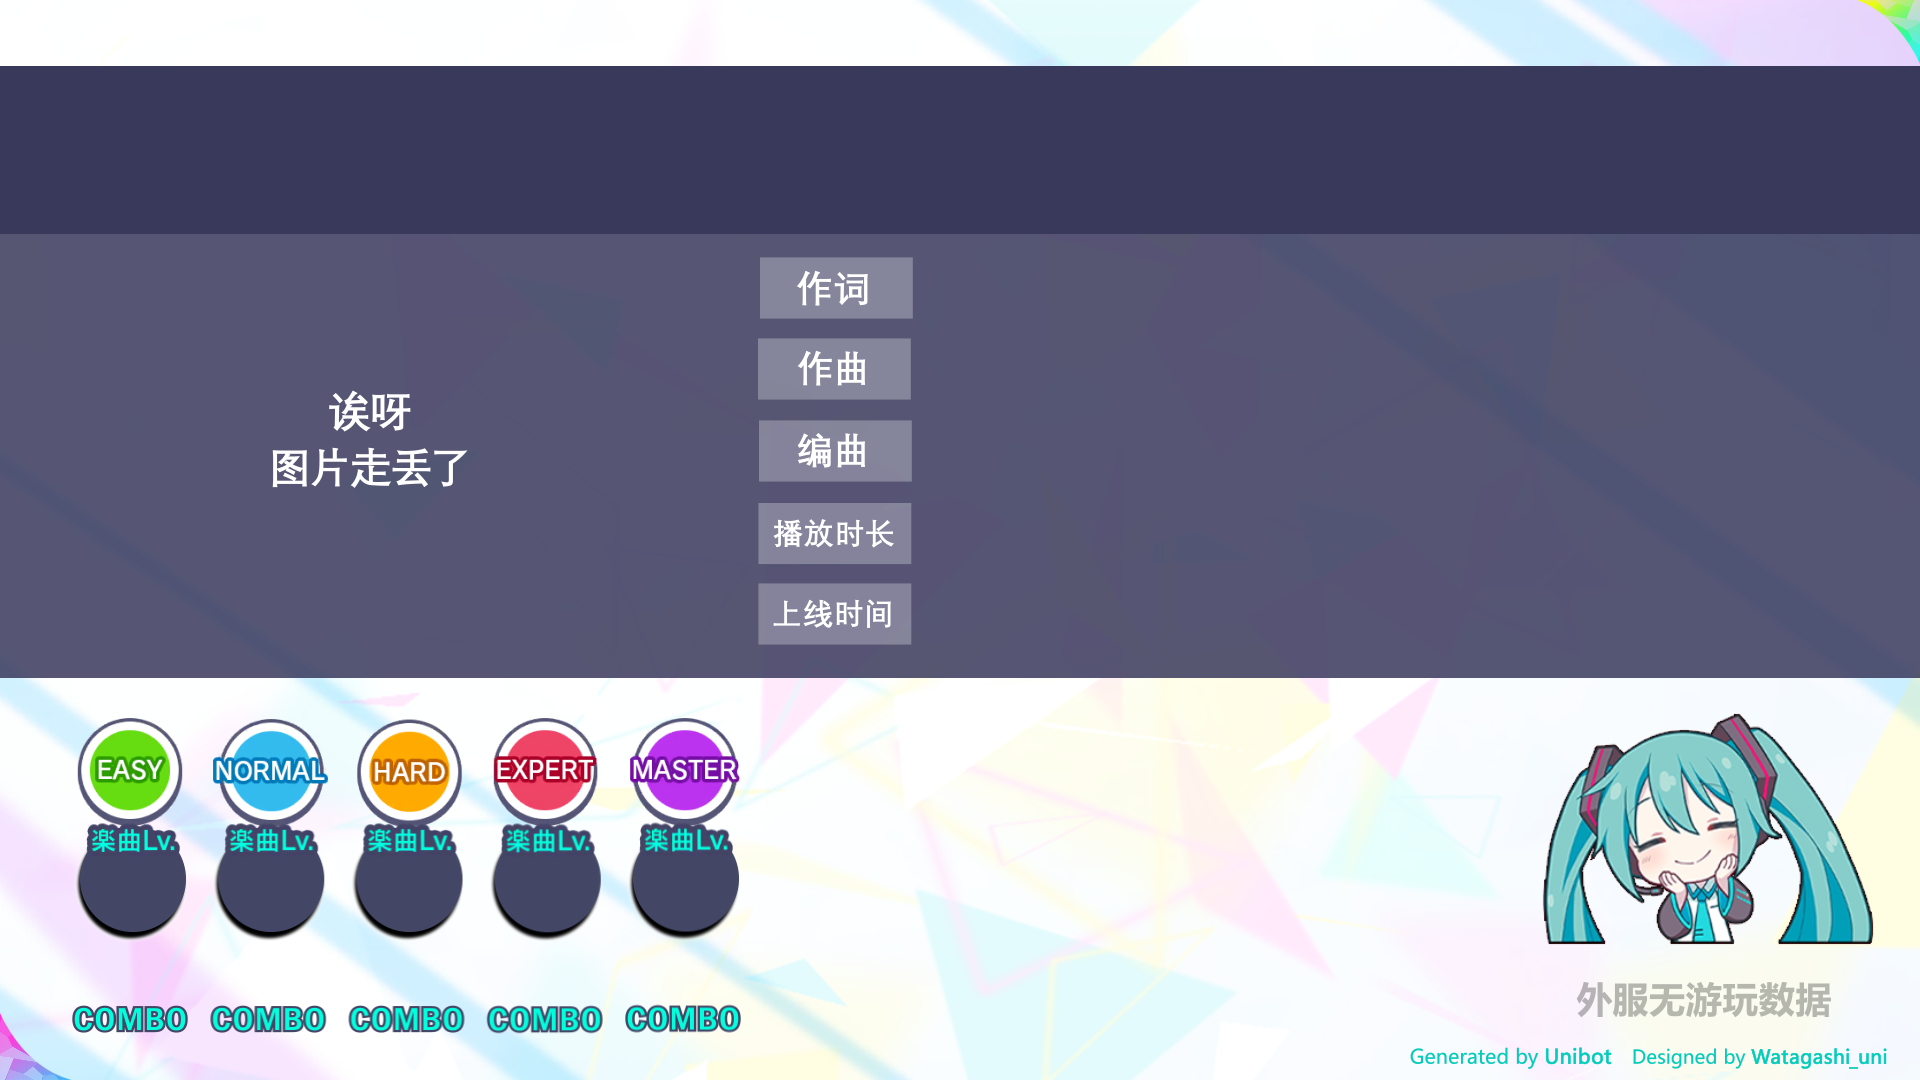 作词
作曲
编曲
播放时长
上线时间
诶呀
图片走丢了
EASY
NORMAL
HARD
EXPERT
MASTER
楽曲Lv.
楽曲Lv.
楽曲Lv.
楽曲Lv.
楽曲Lv.
COMBO
COMBO
COMBO
COMBO
COMBO
外服无游玩数据
Generated by Unibot Designed by Watagashi_uni